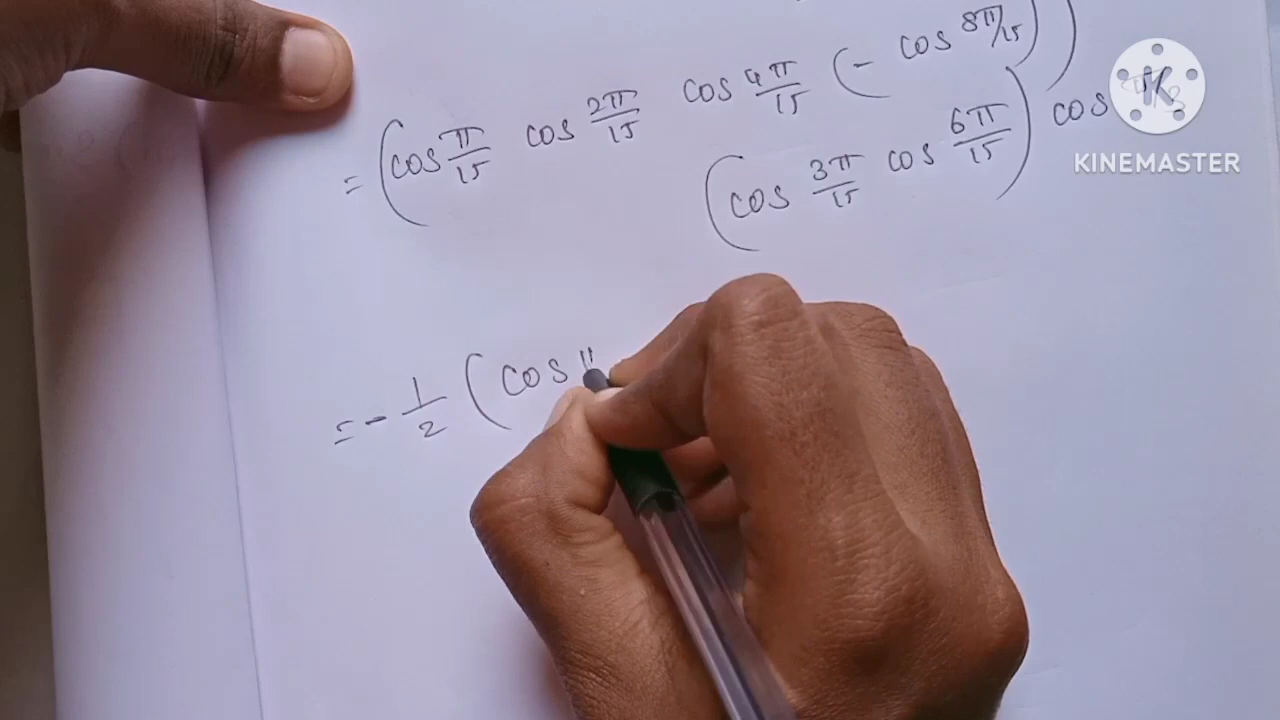 = (cos π/15 cos 2π/15 cos 4π/15 (- cos 8π/15))
(cos 3π/15 cos 6π/15) cos
= - 1/2 (cos π
K
KINEMASTER